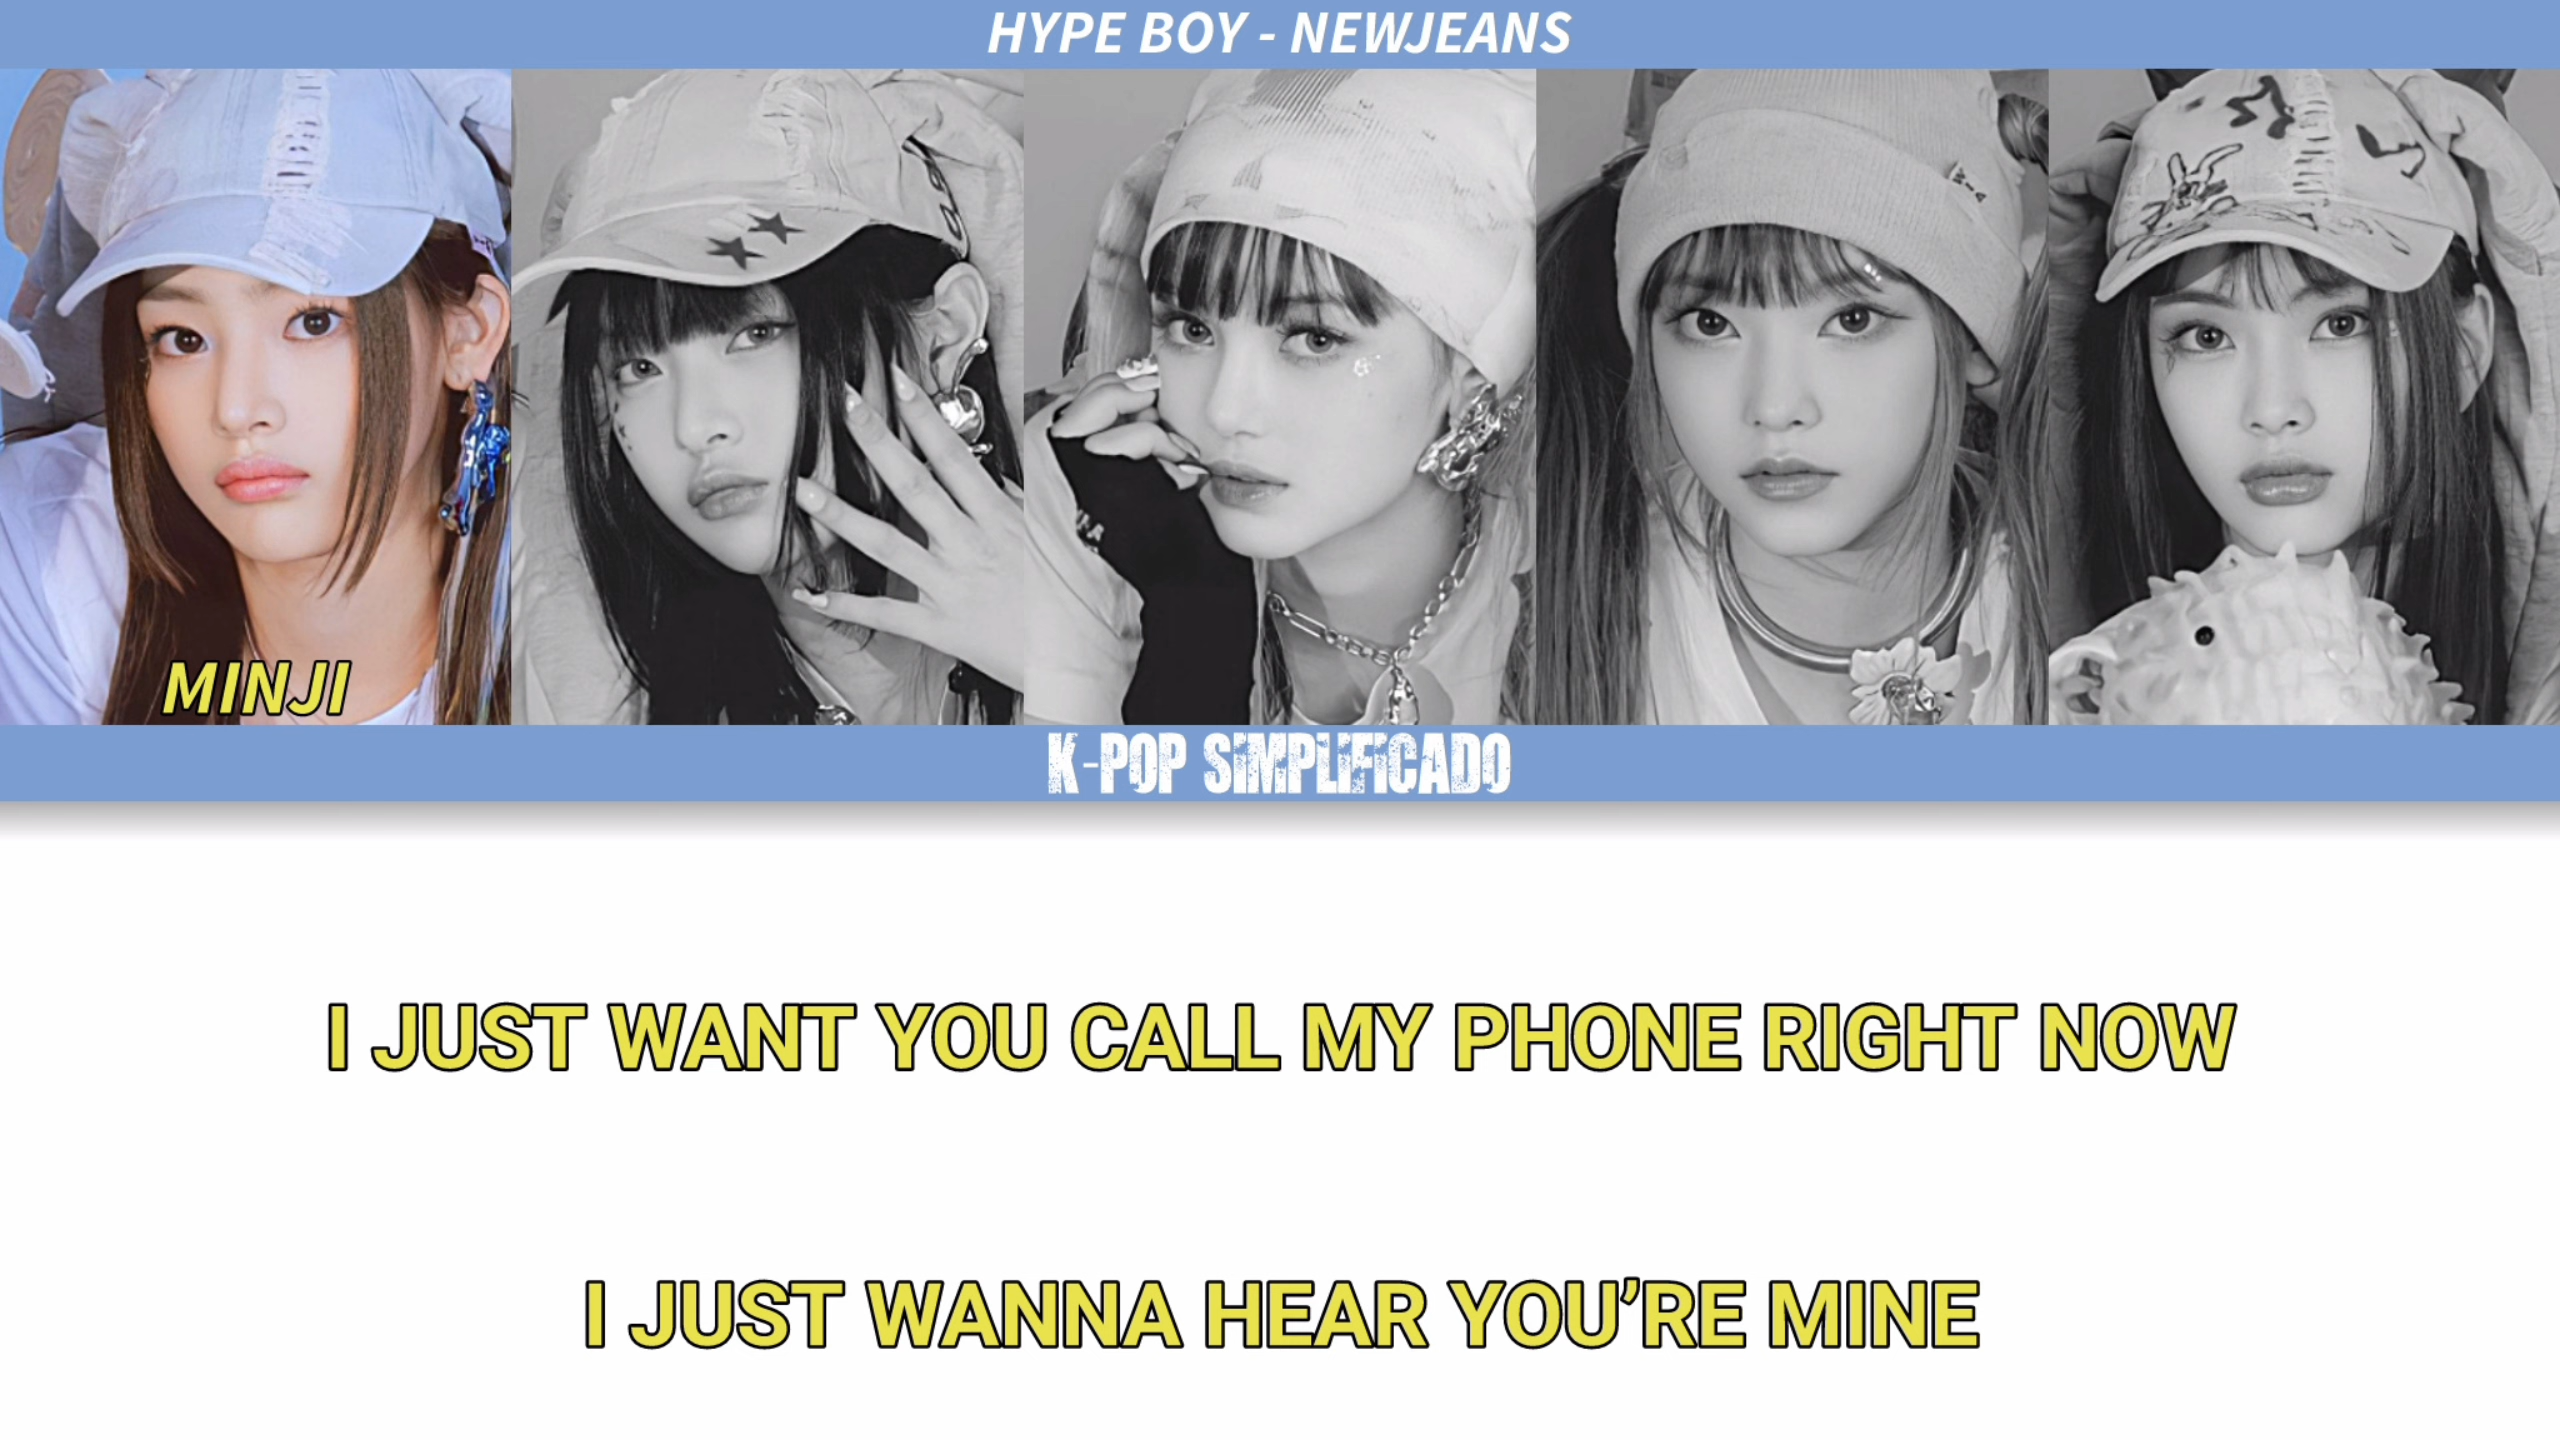 HYPE BOY - NEWJEANS
MINJI
K-POP SIMPLIFICADO
I JUST WANT YOU CALL MY PHONE RIGHT NOW
I JUST WANNA HEAR YOU’RE MINE